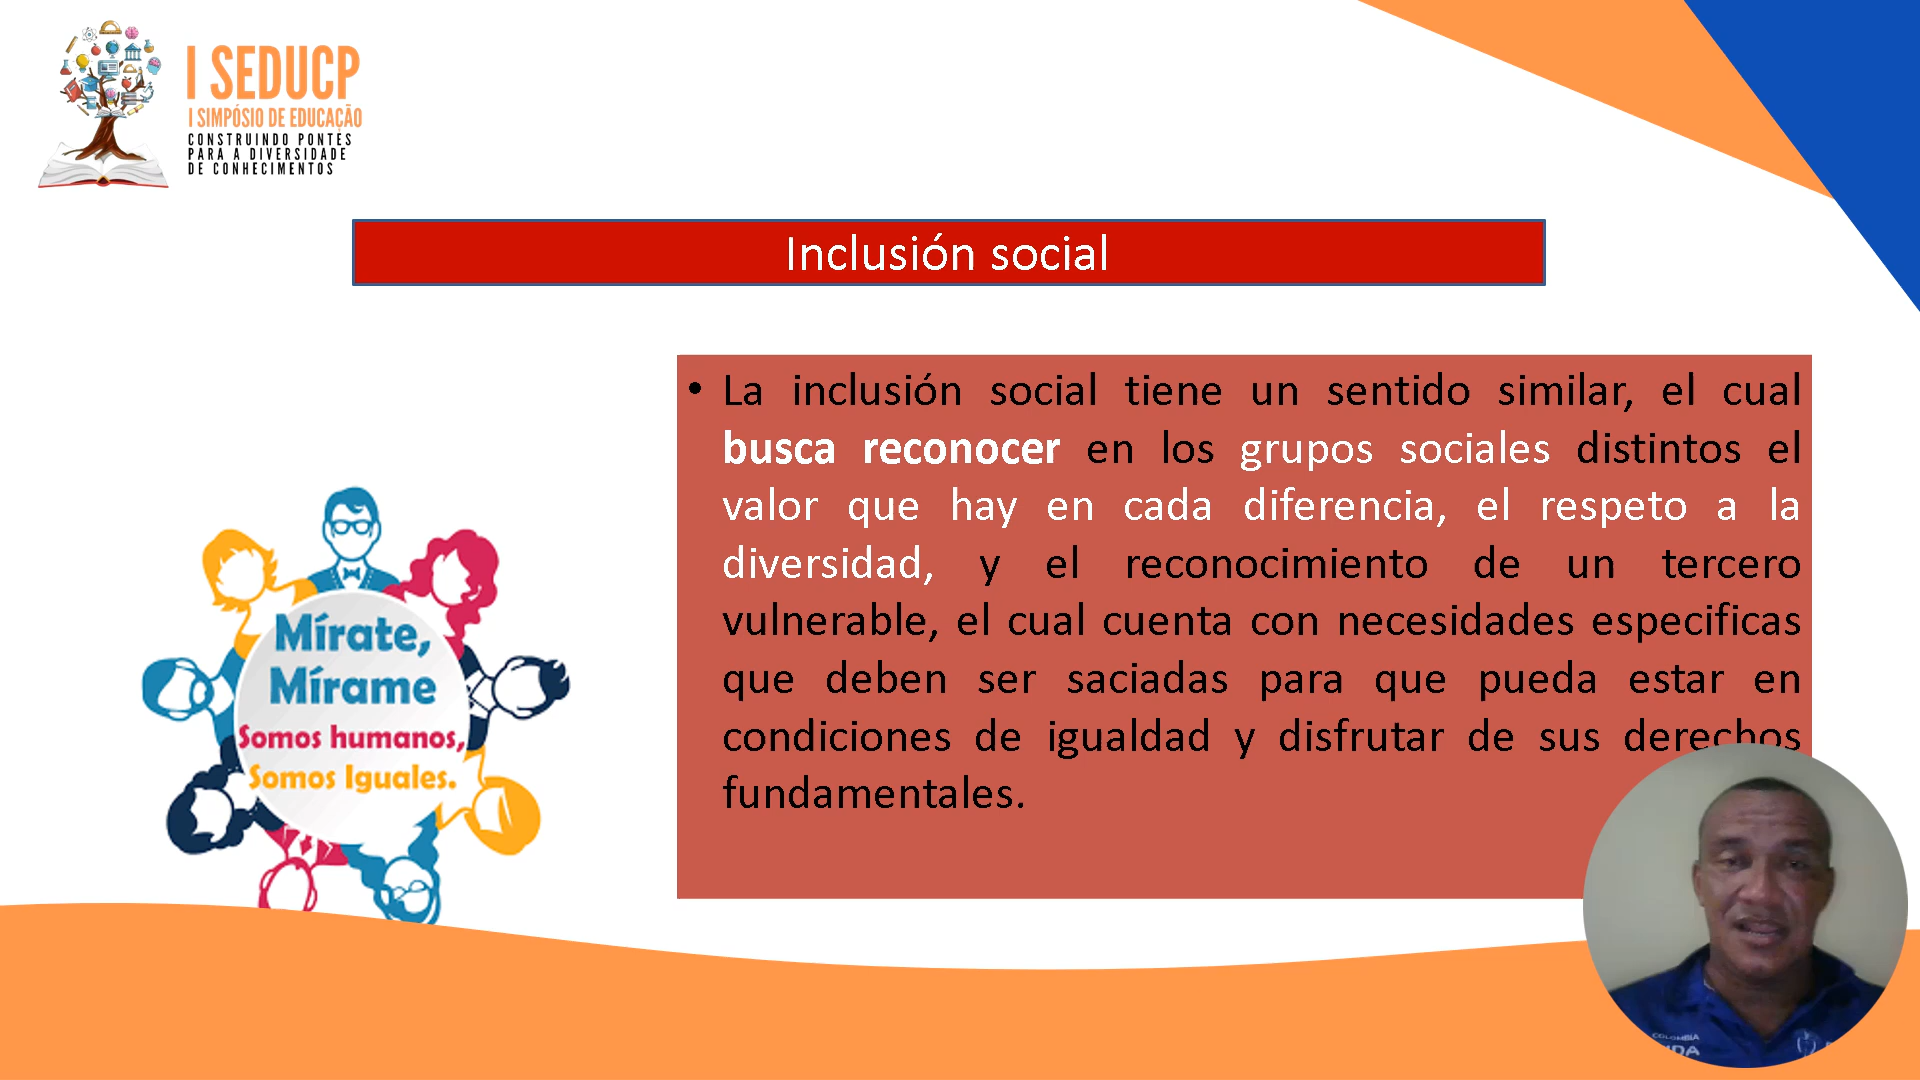 I SEDUCP
I SIMPÓSIO DE EDUCAÇÃO
CONSTRUINDO PONTES
PARA A DIVERSIDADE
DE CONHECIMENTOS
Inclusión social
• La inclusión social tiene un sentido similar, el cual
busca reconocer en los grupos sociales distintos el
valor que hay en cada diferencia, el respeto a la
diversidad, y el reconocimiento de un tercero
vulnerable, el cual cuenta con necesidades especificas
que deben ser saciadas para que pueda estar en
condiciones de igualdad y disfrutar de sus derechos
fundamentales.
Mírate,
Mírame
Somos humanos,
Somos Iguales.
COLOMBIA